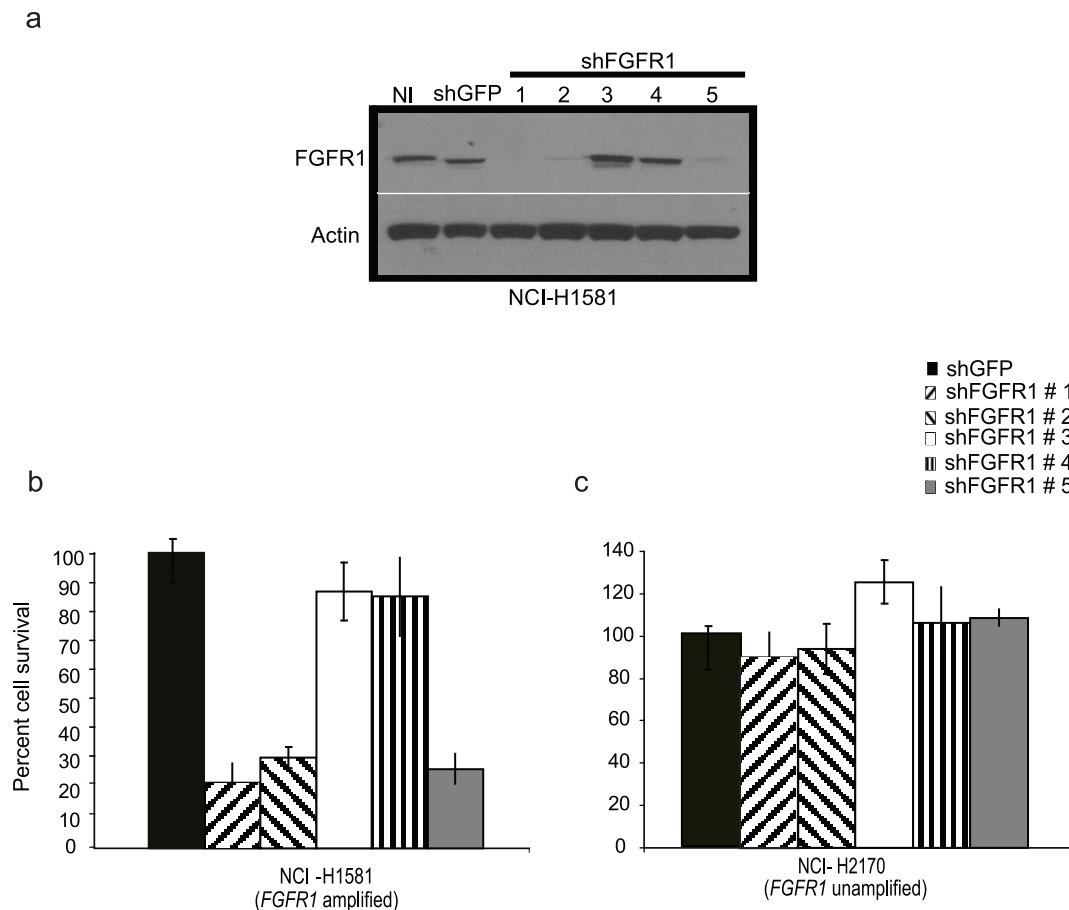 a
shFGFR1
NI shGFP 1 2 3 4 5
FGFR1
Actin
NCI-H1581
shGFP
shFGFR1 # 1
shFGFR1 # 2
shFGFR1 # 3
shFGFR1 # 4
shFGFR1 # 5
b
Percent cell survival
100
90
80
70
60
50
40
30
20
10
0
NCI -H1581
(FGFR1 amplified)
c
140
120
100
80
60
40
20
0
NCI- H2170
(FGFR1 unamplified)